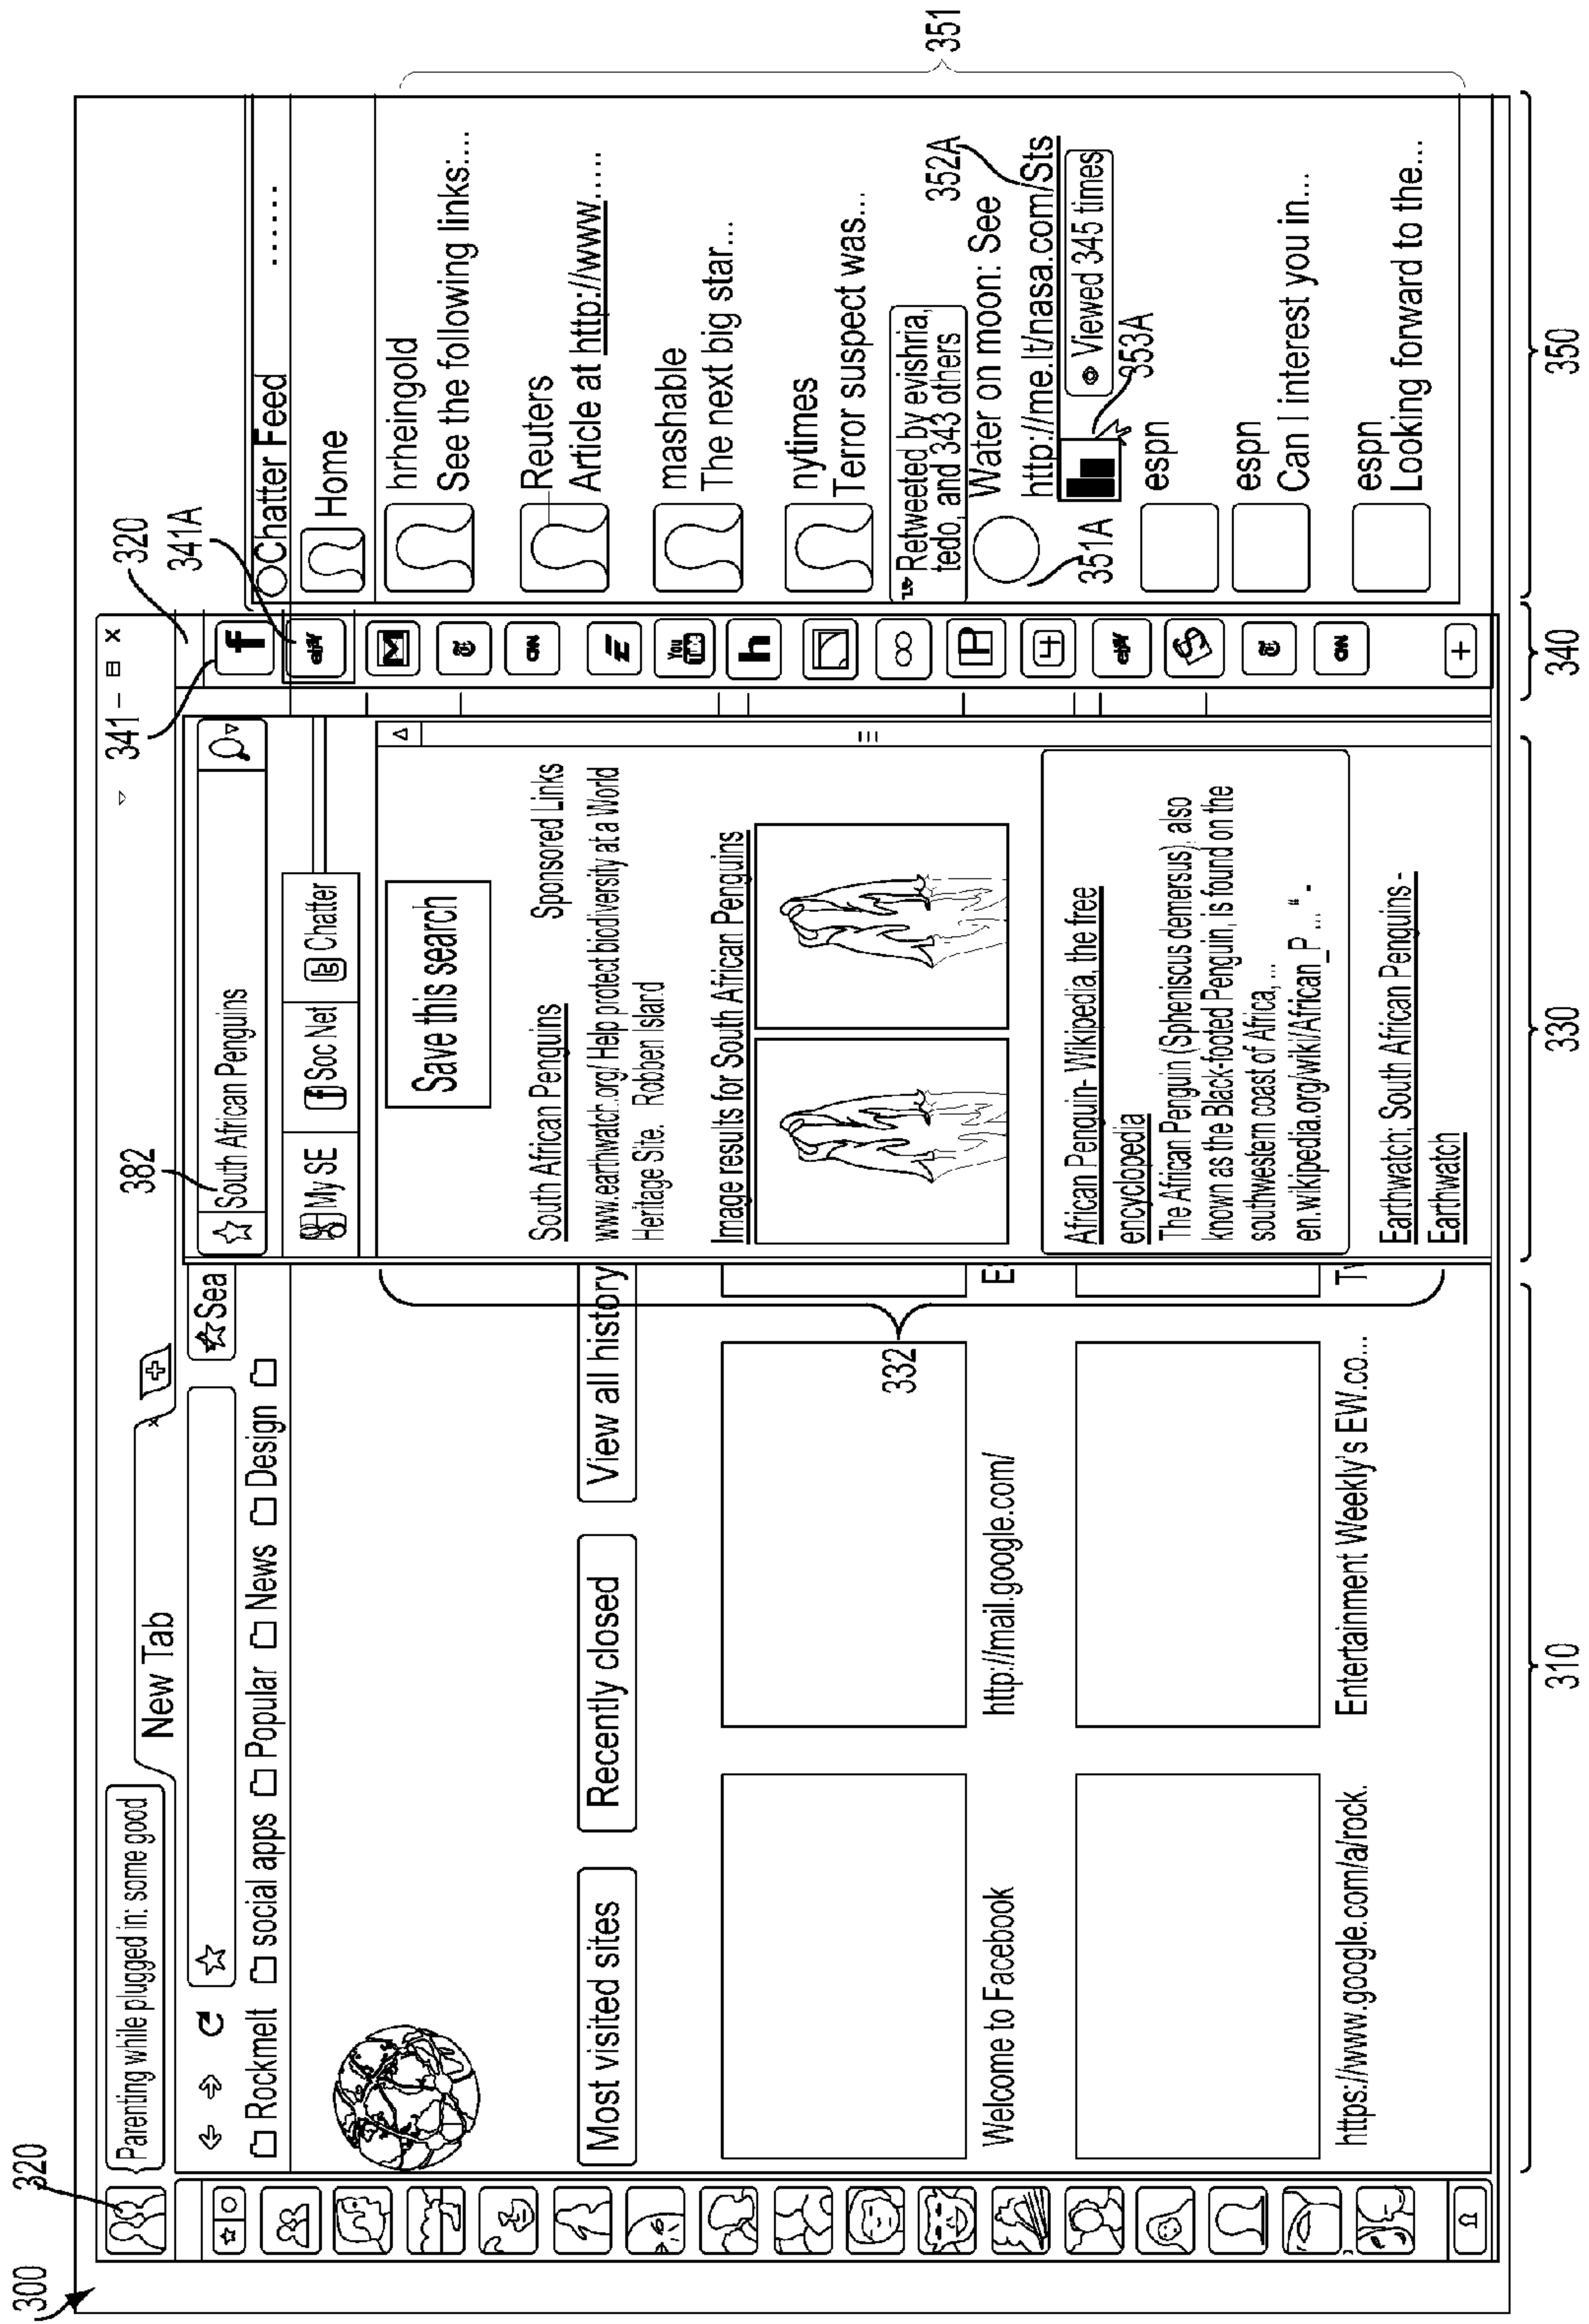 300
320
Parenting while plugged in: some good
New Tab
Sea
Rockmelt
social apps
Popular
News
Design
Most visited sites
Recently closed
View all history
Welcome to Facebook
http://mail.google.com/
https://www.google.com/a/rock.
Entertainment Weekly's EW.co...
310
382
South African Penguins
My SE
f Soc Net
Chatter
Save this search
South African Penguins
Sponsored Links
www.earthwatch.org/ Help protect biodiversity at a World
Heritage Site. Robben Island
Image results for South African Penguins
African Penguin- Wikipedia, the free
encyclopedia
The African Penguin (Spheniscus demersus), also
known as the Black-footed Penguin, is found on the
southwestern coast of Africa, ...
en.wikipedia.org/wiki/African_P ... “ -
Earthwatch; South African Penguins -
Earthwatch
332
330
341
320
341A
f
M
CNN
E
You
h
P
4
CNN
+
340
Chatter Feed ......
Home
hrheingold
See the following links:...
Reuters
Article at http://www.....
mashable
The next big star...
nytimes
Terror suspect was...
Retweeted by evishria,
tedo, and 343 others
Water on moon: See
http://me.lt/nasa.com/Sts
Viewed 345 times
352A
353A
351A
espn
espn
Can I interest you in...
espn
Looking forward to the...
351
350